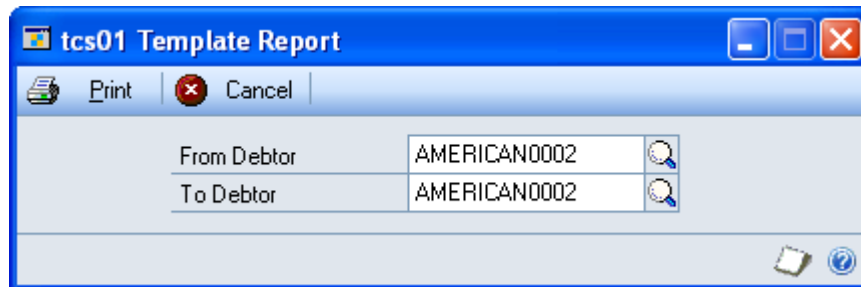 tcs01 Template Report
Print Cancel
From Debtor AMERICAN0002
To Debtor AMERICAN0002